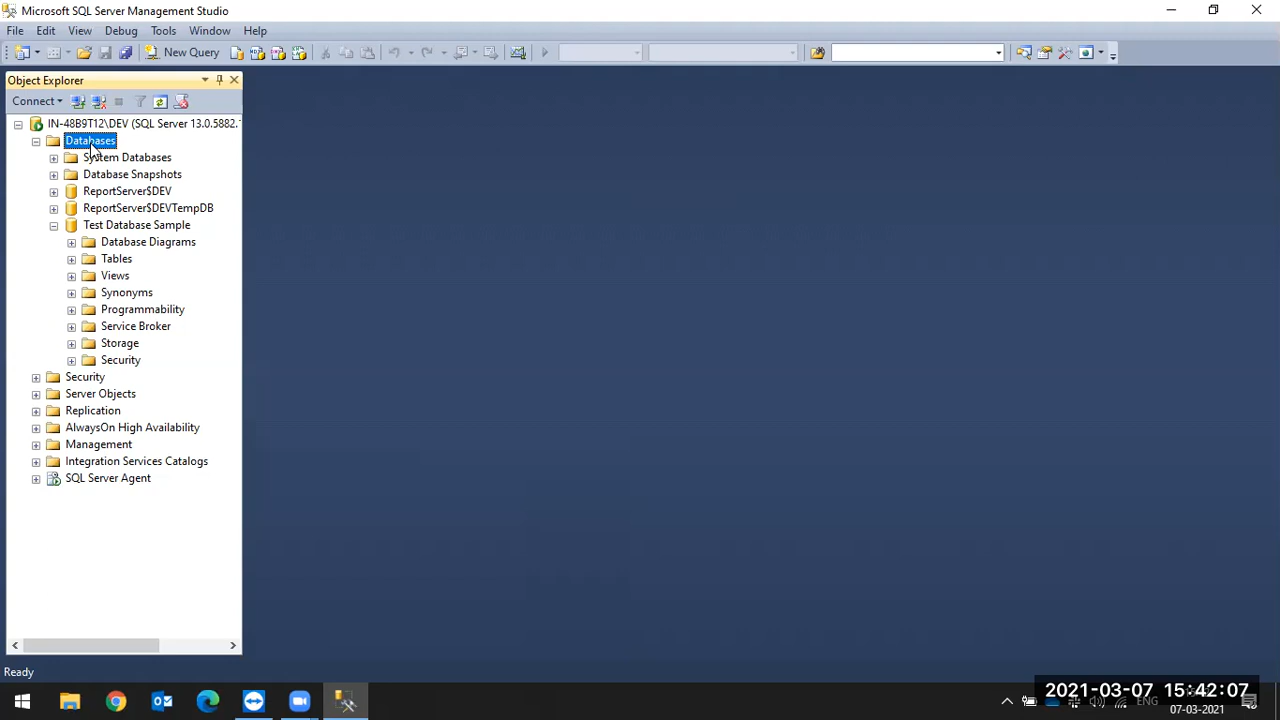 Microsoft SQL Server Management Studio
File Edit View Debug Tools Window Help
New Query
Object Explorer
Connect
IN-48B9T12\DEV (SQL Server 13.0.5882.
Databases
System Databases
Database Snapshots
ReportServer$DEV
ReportServer$DEVTempDB
Test Database Sample
Database Diagrams
Tables
Views
Synonyms
Programmability
Service Broker
Storage
Security
Security
Server Objects
Replication
AlwaysOn High Availability
Management
Integration Services Catalogs
SQL Server Agent
Ready
2021-03-07 15:42:07
ENG
07-03-2021